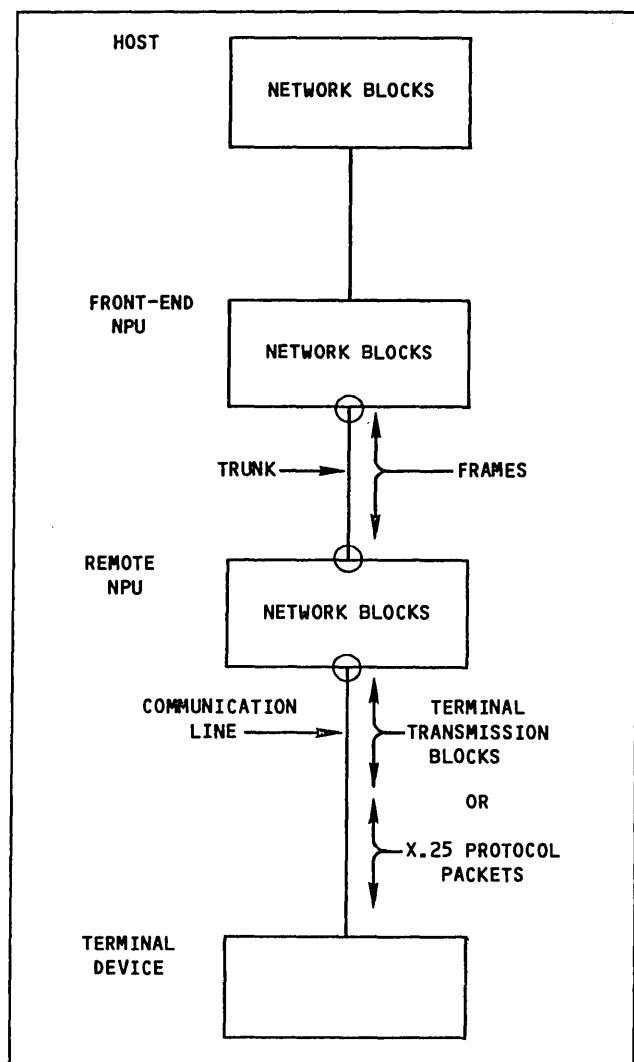 HOST
NETWORK BLOCKS
FRONT-END
NPU
NETWORK BLOCKS
TRUNK
FRAMES
REMOTE
NPU
NETWORK BLOCKS
COMMUNICATION
LINE
TERMINAL
TRANSMISSION
BLOCKS
OR
X.25 PROTOCOL
PACKETS
TERMINAL
DEVICE